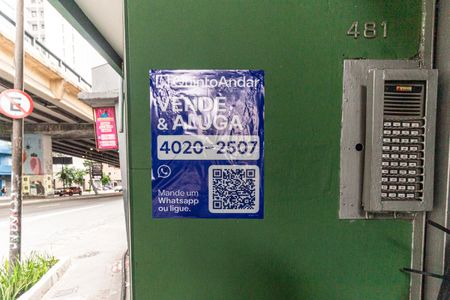 481
QuintoAndar
VENDE
& ALUGA
4020-2507
Mande um
Whatsapp
ou ligue.